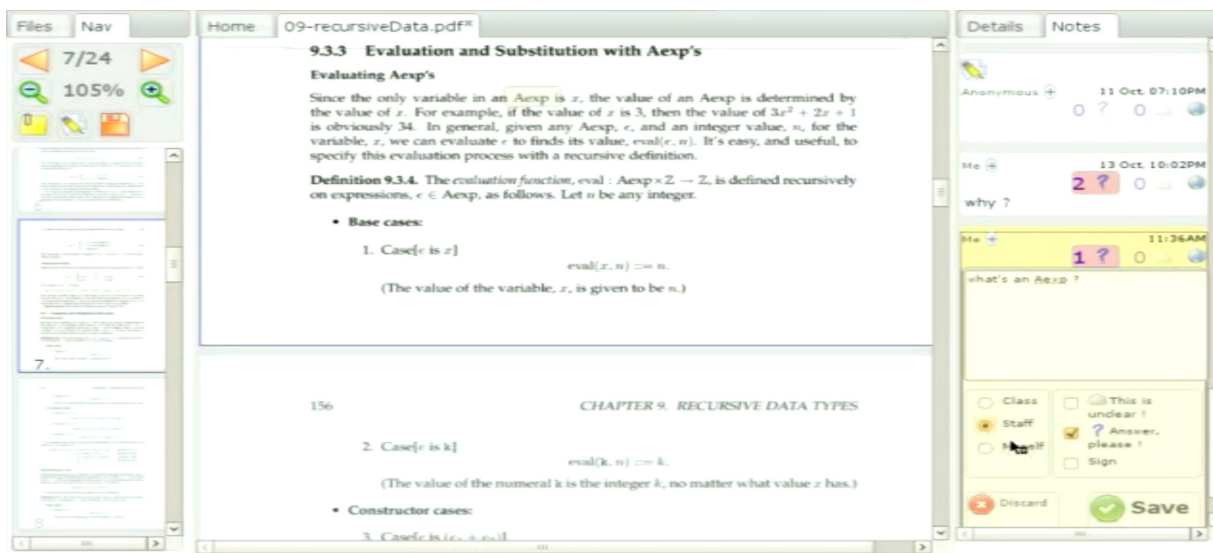 Files Nav
7/24
105%
7.
Home 09-recursiveData.pdf*
9.3.3 Evaluation and Substitution with Aexp's
Evaluating Aexp's
Since the only variable in an Aexp is x, the value of an Aexp is determined by
the value of x. For example, if the value of x is 3, then the value of 3x² + 2x + 1
is obviously 34. In general, given any Aexp, e, and an integer value, n, for the
variable, x, we can evaluate e to finds its value, eval(e, n). It's easy, and useful, to
specify this evaluation process with a recursive definition.
Definition 9.3.4. The evaluation function, eval : Aexp × Z → Z, is defined recursively
on expressions, e ∈ Aexp, as follows. Let n be any integer.
• Base cases:
1. Case[e is x]
eval(x, n) ::= n.
(The value of the variable, x, is given to be n.)
156 CHAPTER 9. RECURSIVE DATA TYPES
2. Case[e is k]
eval(k, n) ::= k.
(The value of the numeral k is the integer k, no matter what value x has.)
• Constructor cases:
3. Case[e is
Details Notes
Anonymous + 11 Oct. 07:10PM
0 ? 0
Me + 13 Oct. 10:02PM
2 ? 0
why ?
Me + 11:36AM
1 ? 0
what's an Aexp ?
Class
Staff
Myself
This is
unclear !
? Answer,
please !
Sign
Discard
Save